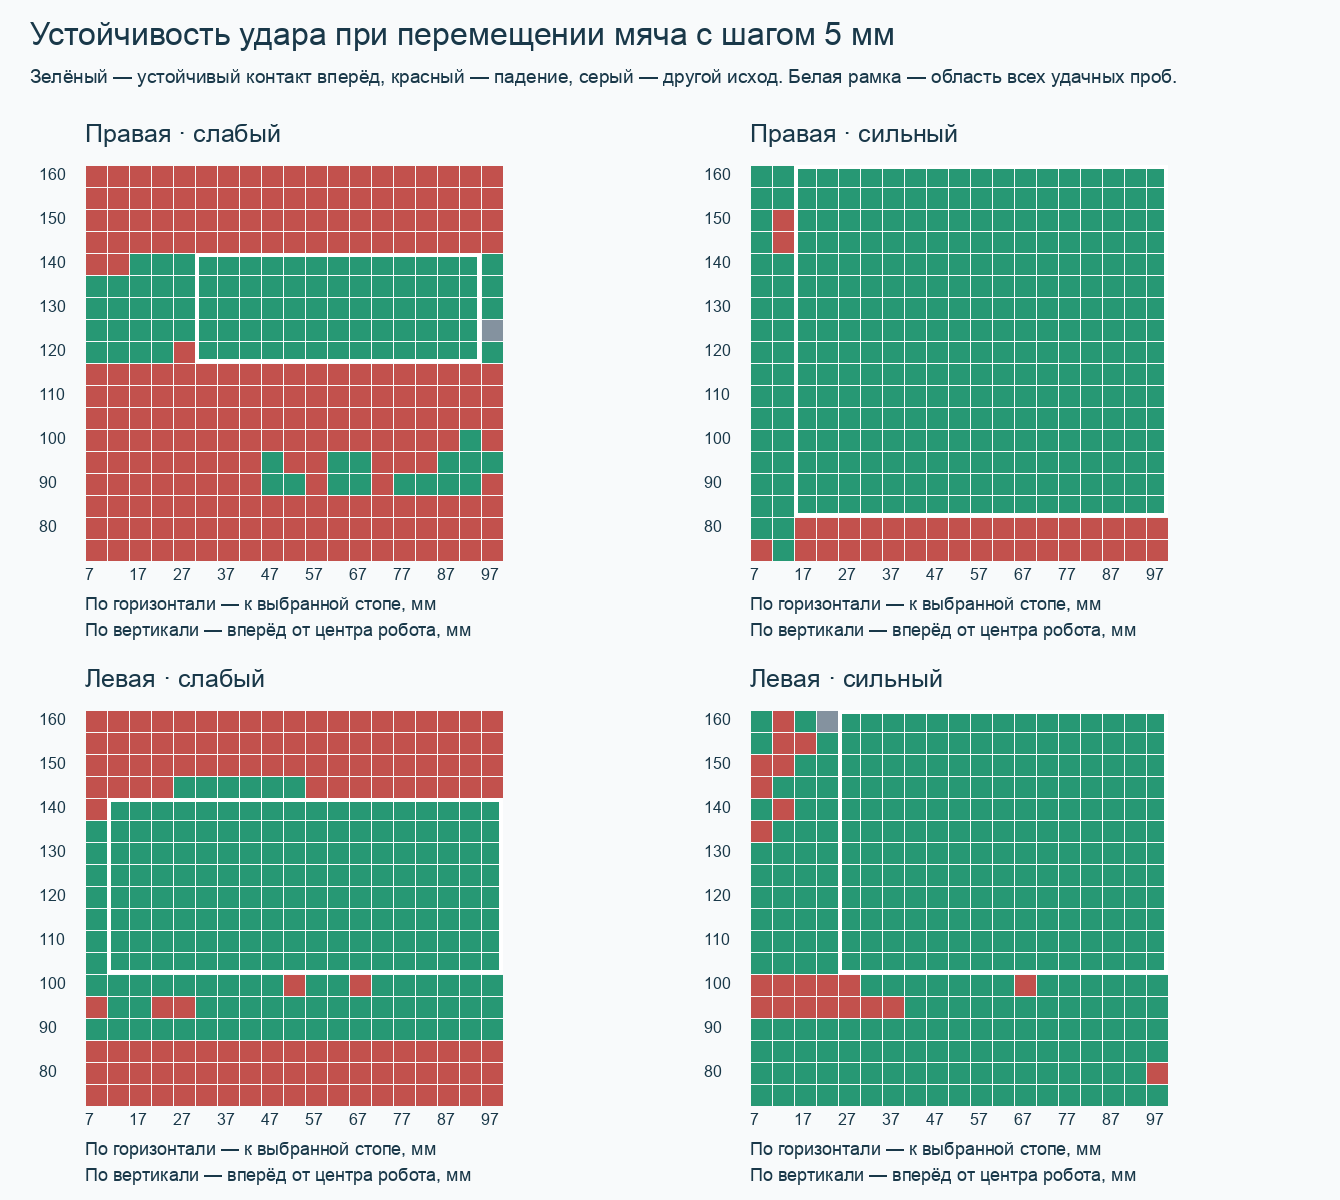 Устойчивость удара при перемещении мяча с шагом 5 мм
Зелёный — устойчивый контакт вперёд, красный — падение, серый — другой исход. Белая рамка — область всех удачных проб.
Правая · слабый
160
150
140
130
120
110
100
90
80
7 17 27 37 47 57 67 77 87 97
По горизонтали — к выбранной стопе, мм
По вертикали — вперёд от центра робота, мм
Правая · сильный
160
150
140
130
120
110
100
90
80
7 17 27 37 47 57 67 77 87 97
По горизонтали — к выбранной стопе, мм
По вертикали — вперёд от центра робота, мм
Левая · слабый
160
150
140
130
120
110
100
90
80
7 17 27 37 47 57 67 77 87 97
По горизонтали — к выбранной стопе, мм
По вертикали — вперёд от центра робота, мм
Левая · сильный
160
150
140
130
120
110
100
90
80
7 17 27 37 47 57 67 77 87 97
По горизонтали — к выбранной стопе, мм
По вертикали — вперёд от центра робота, мм